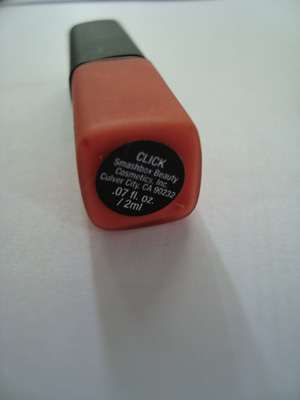 CLICK
Smashbox Beauty
Cosmetics, Inc.
Culver City, CA 90232
.07 fl. oz.
/ 2ml